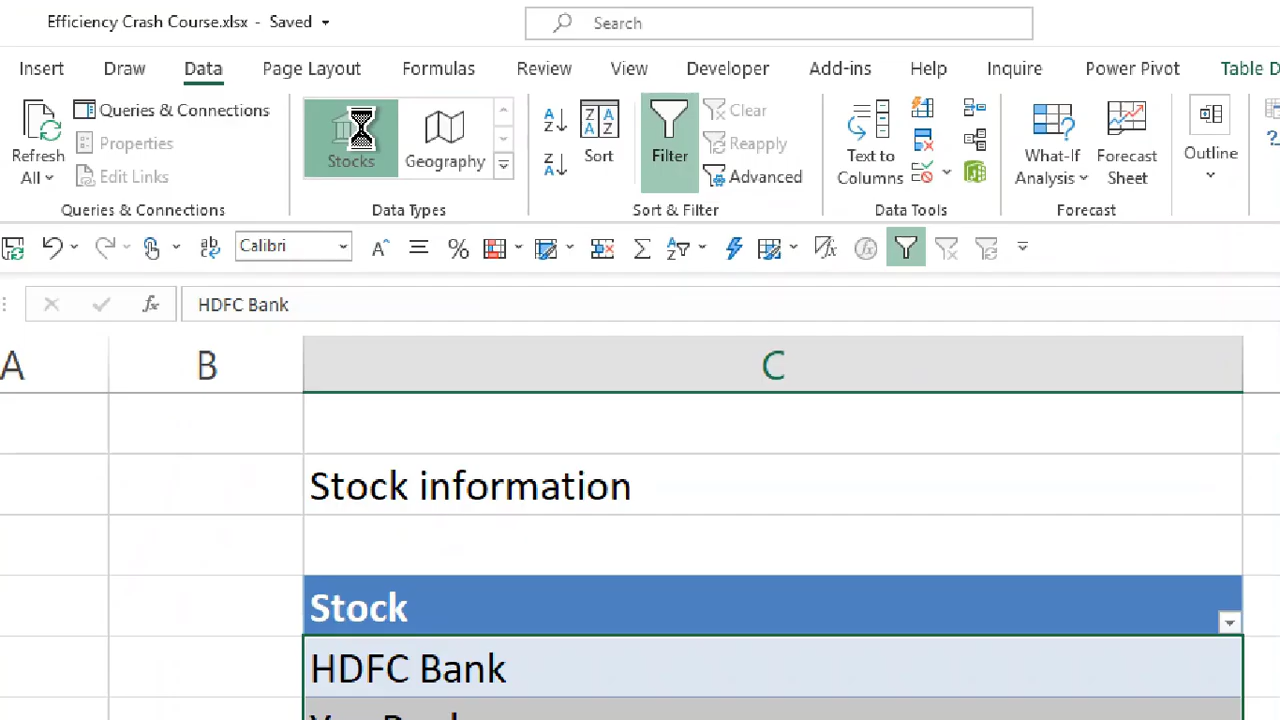 Efficiency Crash Course.xlsx - Saved
Search
Insert Draw Data Page Layout Formulas Review View Developer Add-ins Help Inquire Power Pivot Table D
Queries & Connections
Properties
Edit Links
Refresh
All
Queries & Connections
Stocks
Geography
Data Types
Sort
Filter
Clear
Reapply
Advanced
Sort & Filter
Text to
Columns
Data Tools
What-If
Analysis
Forecast
Sheet
Forecast
Outline
Calibri
HDFC Bank
A B C
Stock information
Stock
HDFC Bank